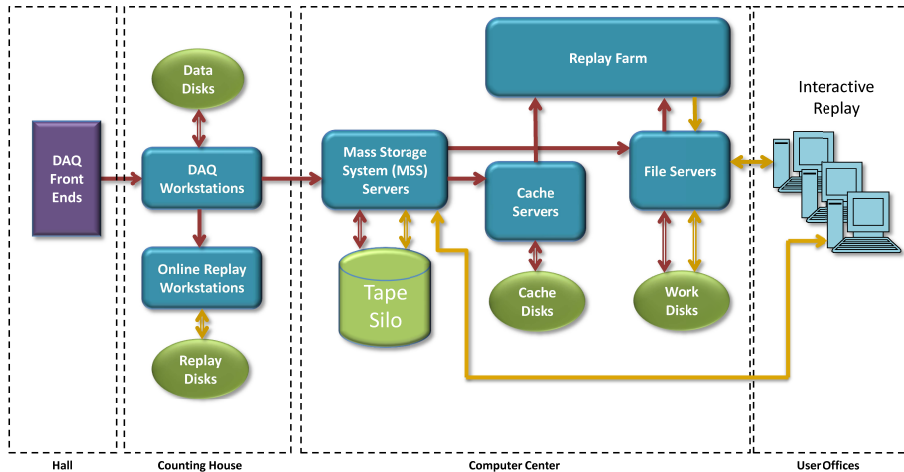 Replay Farm
Data
Disks
Interactive
Replay
DAQ
Front
Ends
DAQ
Workstations
Mass Storage
System (MSS)
Servers
Cache
Servers
File Servers
Online Replay
Workstations
Tape
Silo
Cache
Disks
Work
Disks
Replay
Disks
Hall
Counting House
Computer Center
User Offices